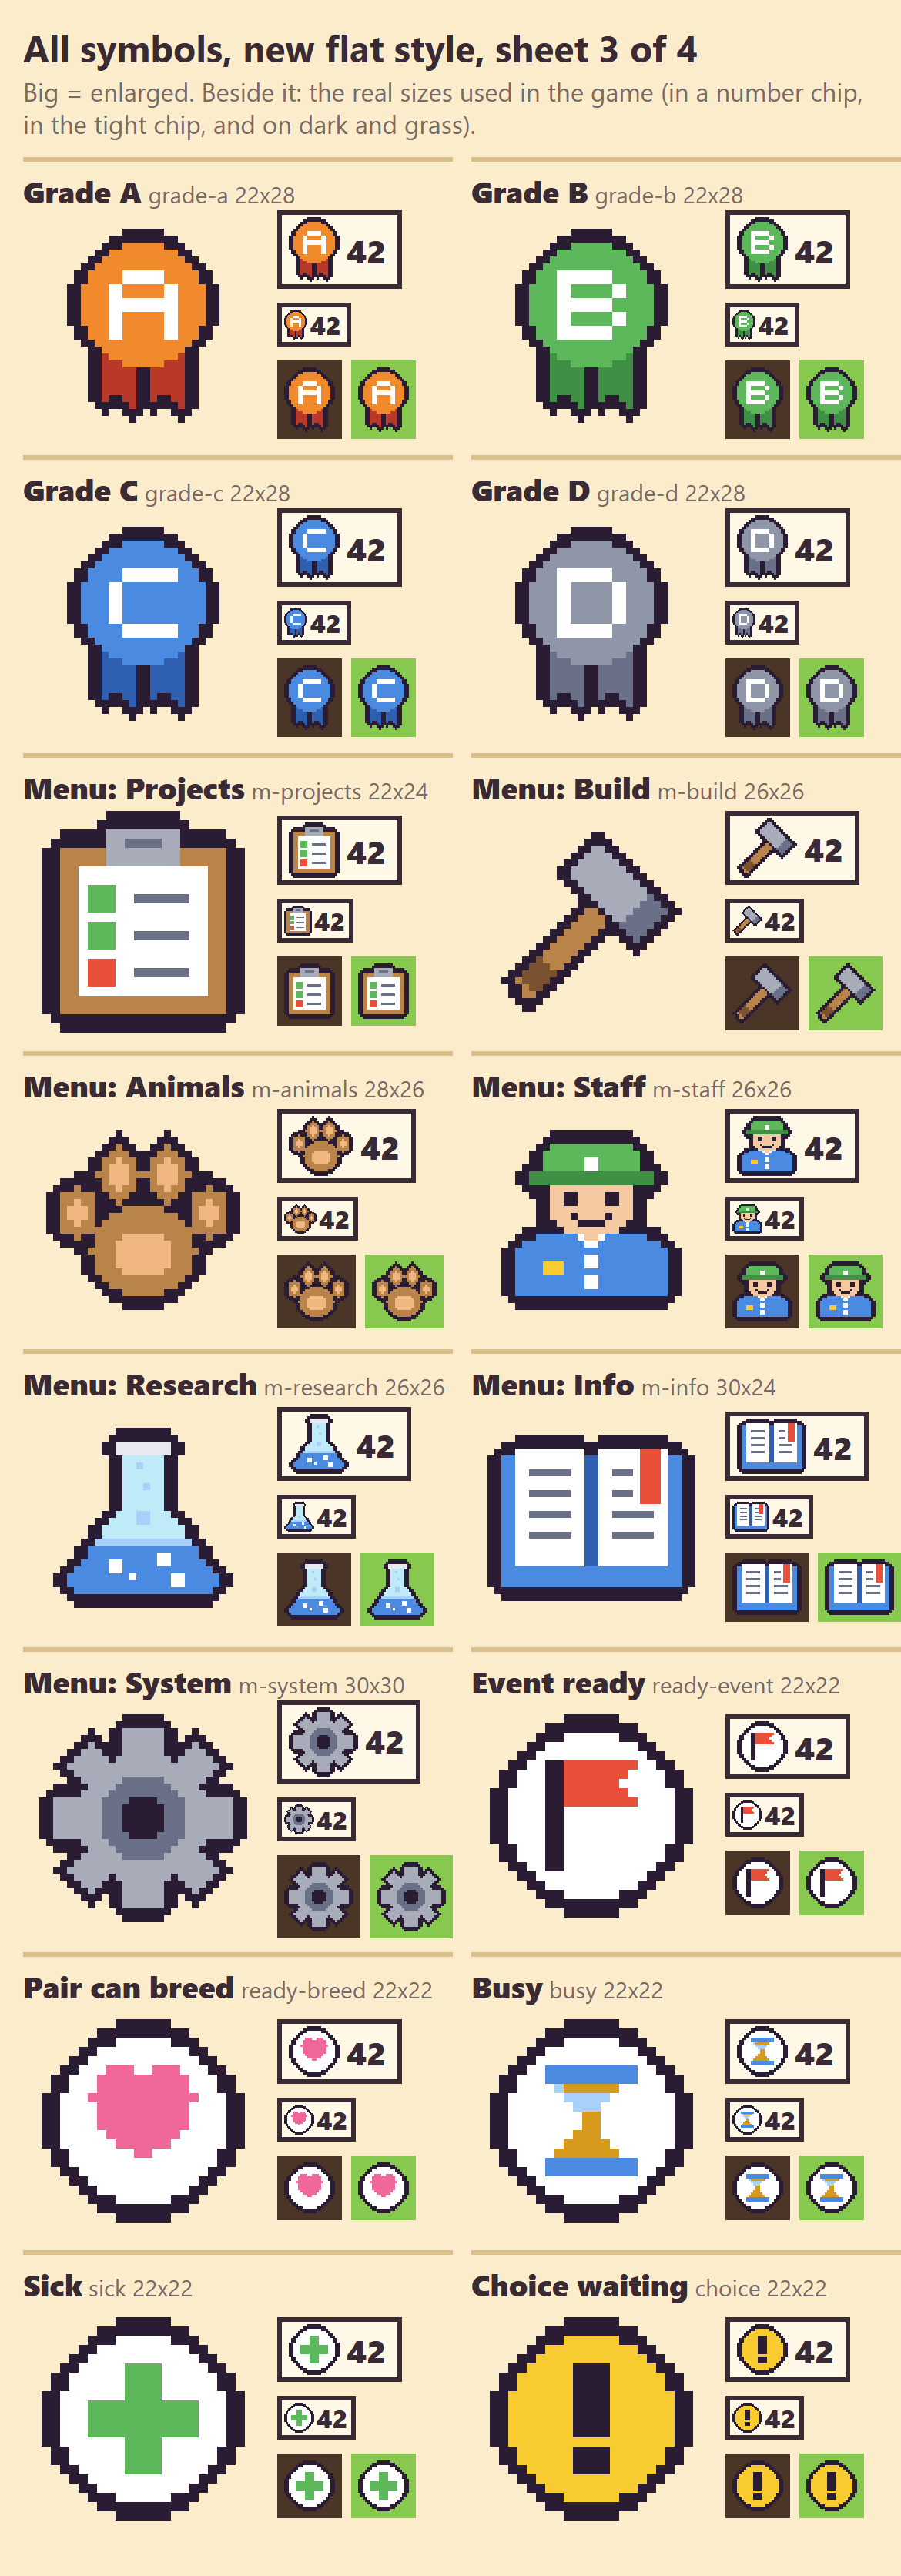 All symbols, new flat style, sheet 3 of 4
Big = enlarged. Beside it: the real sizes used in the game (in a number chip,
in the tight chip, and on dark and grass).
Grade A grade-a 22x28
A
A 42
A 42
A A
Grade B grade-b 22x28
B
B 42
B 42
B B
Grade C grade-c 22x28
C
C 42
C 42
C C
Grade D grade-d 22x28
D
D 42
D 42
D D
Menu: Projects m-projects 22x24
42
42
Menu: Build m-build 26x26
42
42
Menu: Animals m-animals 28x26
42
42
Menu: Staff m-staff 26x26
42
42
Menu: Research m-research 26x26
42
42
Menu: Info m-info 30x24
42
42
Menu: System m-system 30x30
42
42
Event ready ready-event 22x22
42
42
Pair can breed ready-breed 22x22
42
42
Busy busy 22x22
42
42
Sick sick 22x22
42
42
Choice waiting choice 22x22
!
! 42
! 42
! !